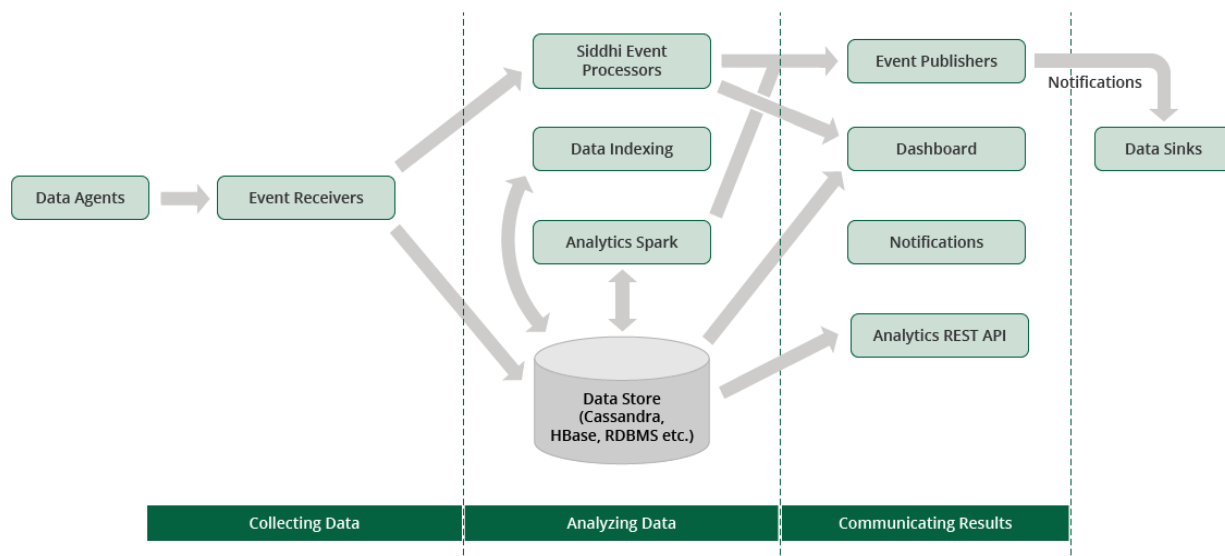 Siddhi Event
Processors
Event Publishers
Notifications
Data Indexing
Dashboard
Data Sinks
Data Agents
Event Receivers
Analytics Spark
Notifications
Analytics REST API
Data Store
(Cassandra,
HBase, RDBMS etc.)
Collecting Data
Analyzing Data
Communicating Results